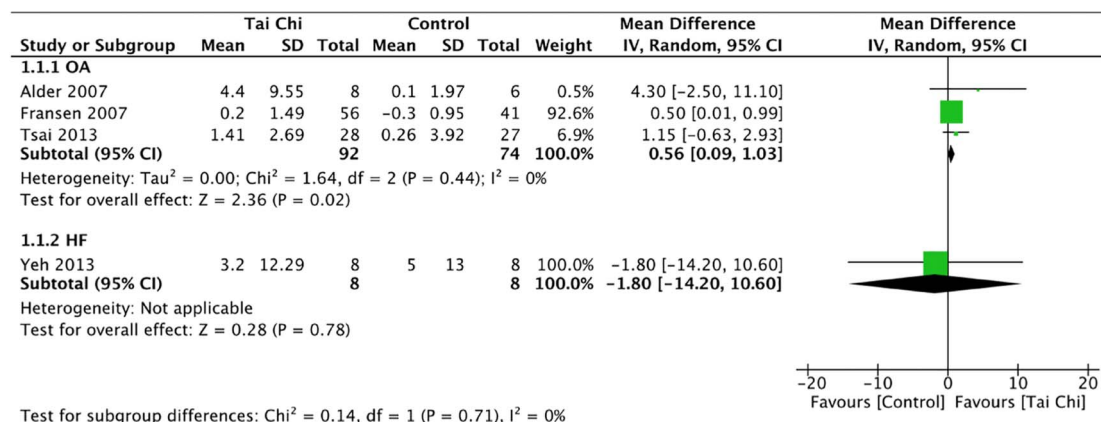 Tai Chi Control Mean Difference Mean Difference
Study or Subgroup Mean SD Total Mean SD Total Weight IV, Random, 95% CI IV, Random, 95% CI
1.1.1 OA
Alder 2007 4.4 9.55 8 0.1 1.97 6 0.5% 4.30 [-2.50, 11.10]
Fransen 2007 0.2 1.49 56 -0.3 0.95 41 92.6% 0.50 [0.01, 0.99]
Tsai 2013 1.41 2.69 28 0.26 3.92 27 6.9% 1.15 [-0.63, 2.93]
Subtotal (95% CI) 92 74 100.0% 0.56 [0.09, 1.03]
Heterogeneity: Tau² = 0.00; Chi² = 1.64, df = 2 (P = 0.44); I² = 0%
Test for overall effect: Z = 2.36 (P = 0.02)
1.1.2 HF
Yeh 2013 3.2 12.29 8 5 13 8 100.0% -1.80 [-14.20, 10.60]
Subtotal (95% CI) 8 8 100.0% -1.80 [-14.20, 10.60]
Heterogeneity: Not applicable
Test for overall effect: Z = 0.28 (P = 0.78)
-20 -10 0 10 20
Favours [Control] Favours [Tai Chi]
Test for subgroup differences: Chi² = 0.14, df = 1 (P = 0.71), I² = 0%